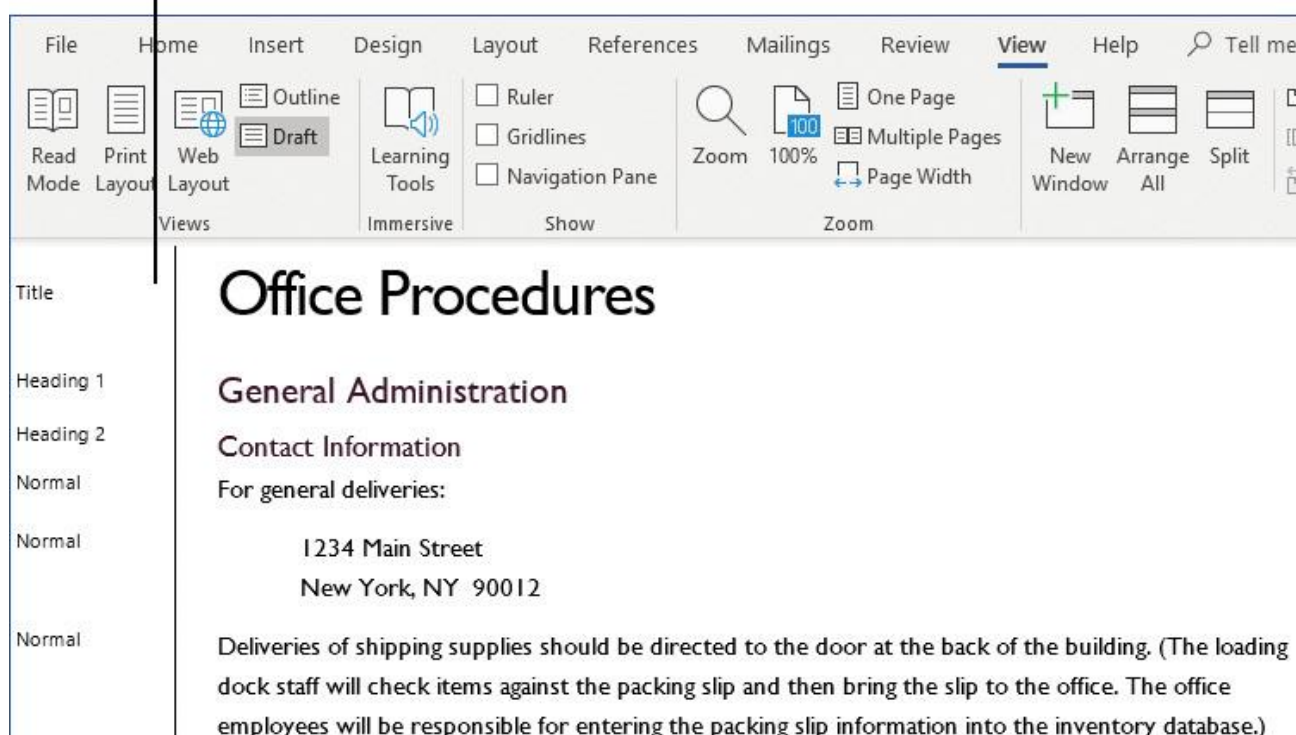 File Home Insert Design Layout References Mailings Review View Help Tell me
Outline Ruler One Page
Draft Gridlines 100 Multiple Pages
Read Print Web Learning Navigation Pane Zoom 100% Page Width New Arrange Split
Mode Layout Layout Tools Window All
Views Immersive Show Zoom
Title Office Procedures
Heading 1 General Administration
Heading 2 Contact Information
Normal For general deliveries:
Normal 1234 Main Street
New York, NY 90012
Normal Deliveries of shipping supplies should be directed to the door at the back of the building. (The loading
dock staff will check items against the packing slip and then bring the slip to the office. The office
employees will be responsible for entering the packing slip information into the inventory database.)